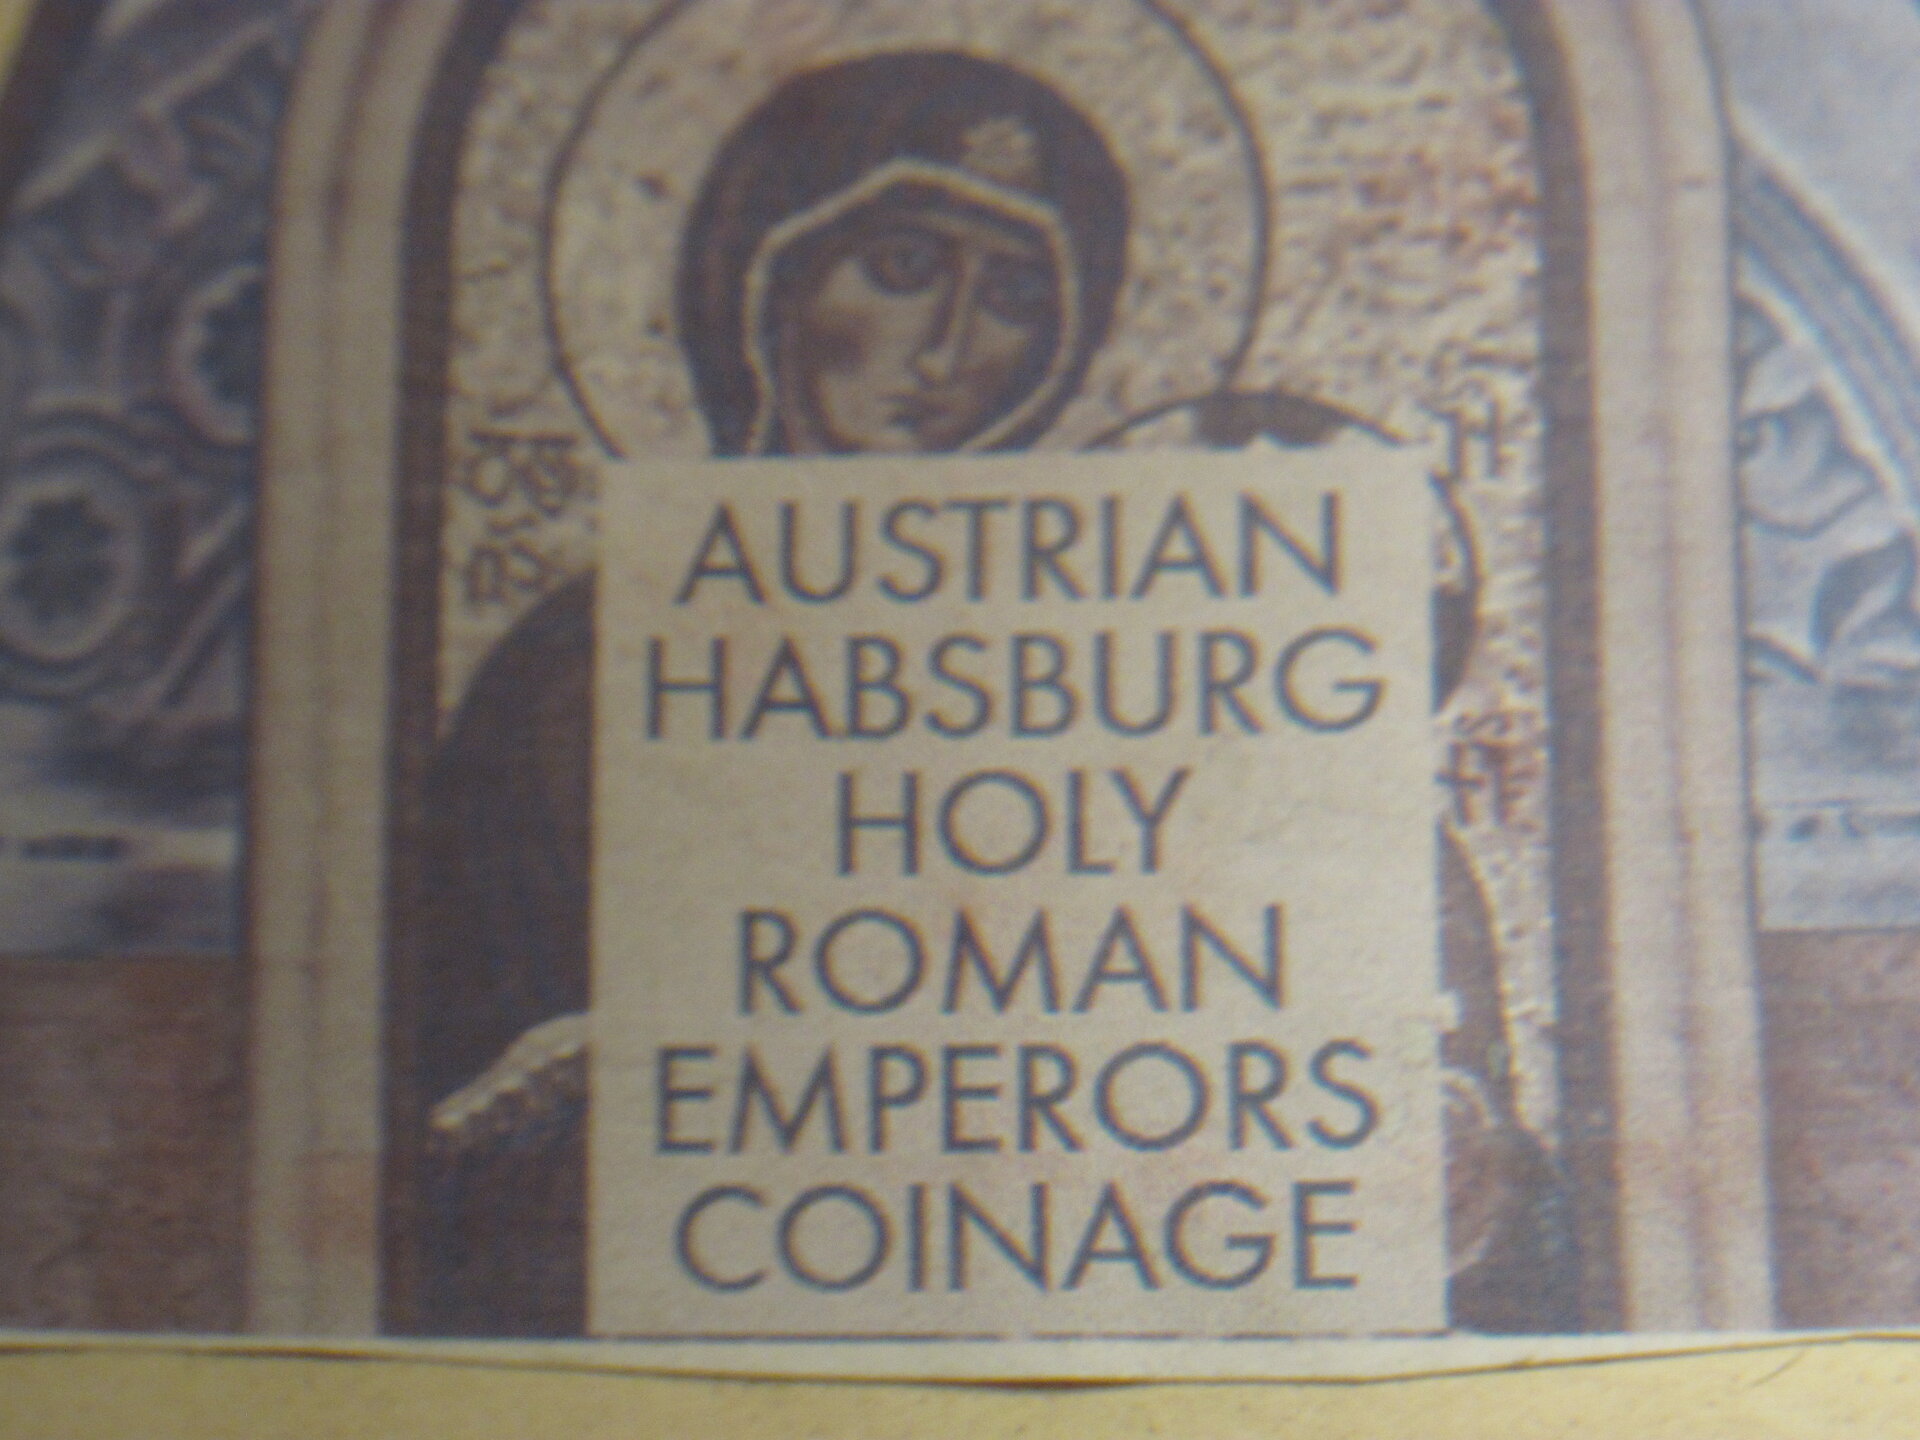 AUSTRIAN
HABSBURG
HOLY
ROMAN
EMPERORS
COINAGE